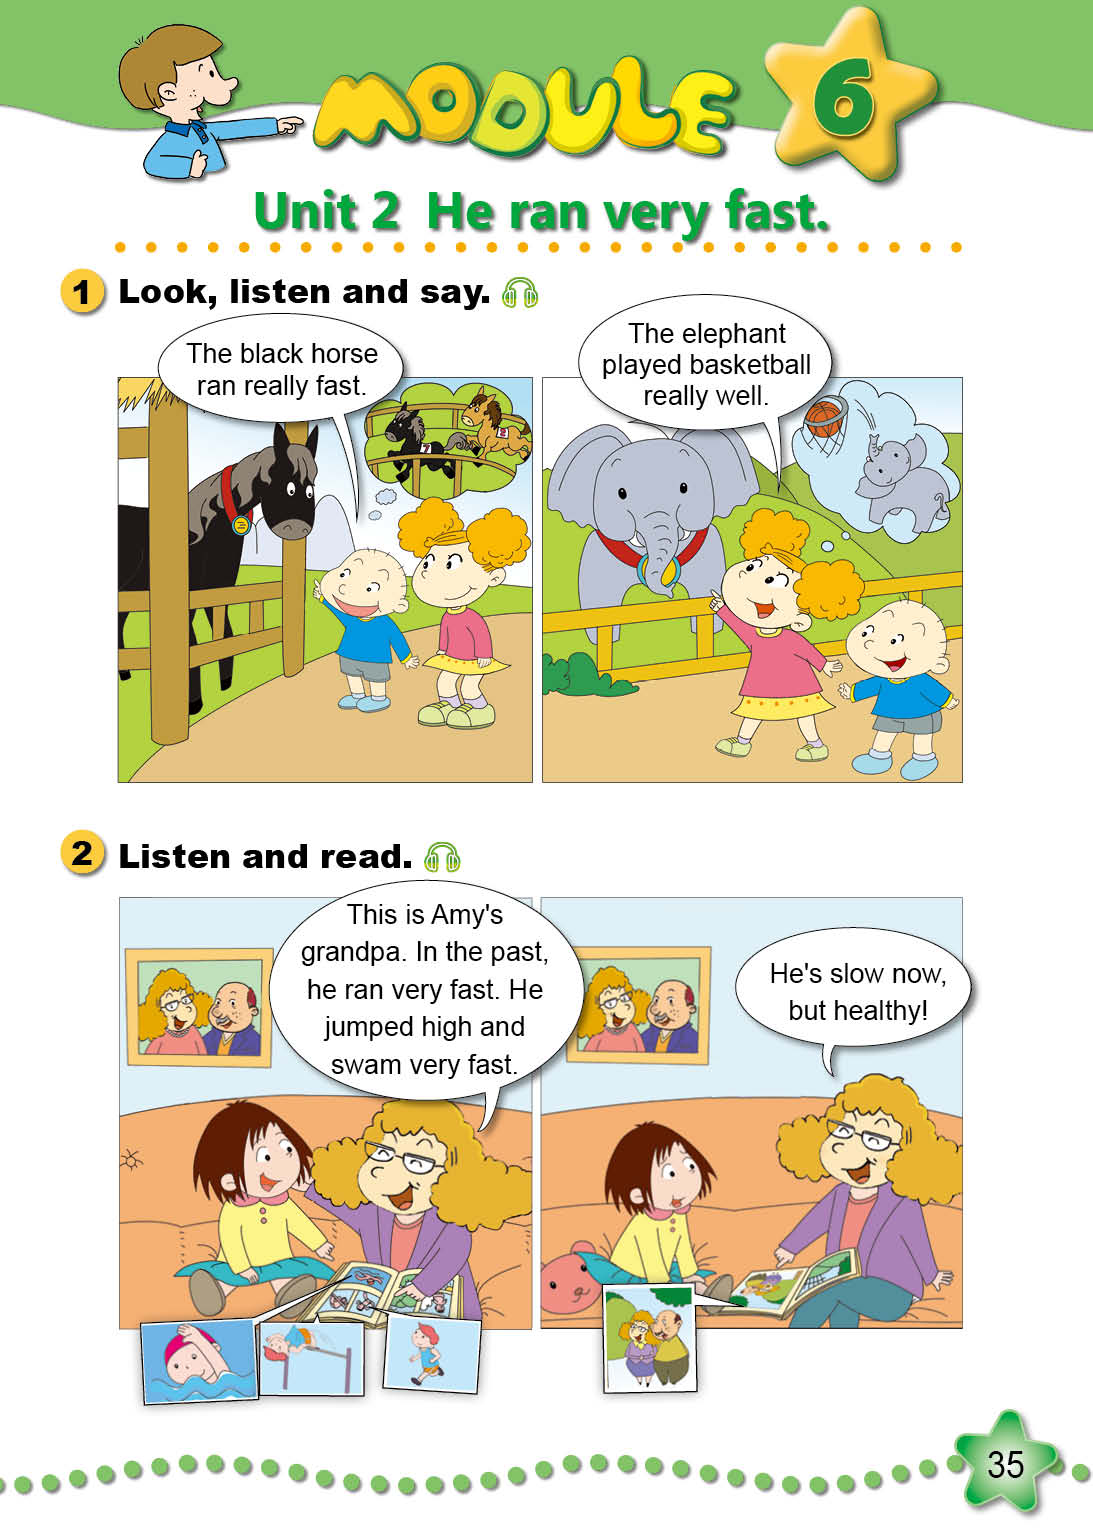 MODULE 6
Unit 2 He ran very fast.
1 Look, listen and say.
The black horse
ran really fast.
The elephant
played basketball
really well.
2 Listen and read.
This is Amy's
grandpa. In the past,
he ran very fast. He
jumped high and
swam very fast.
He's slow now,
but healthy!
35